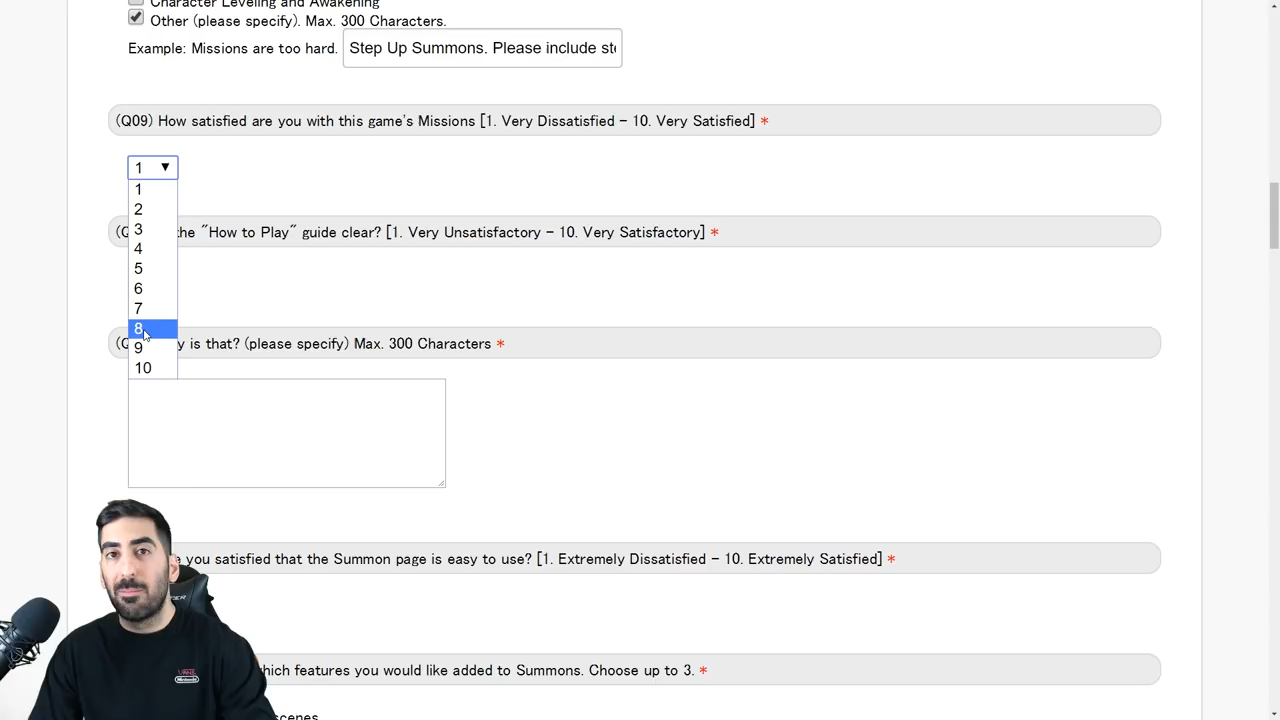 Character Leveling and Awakening
Other (please specify). Max. 300 Characters.
Example: Missions are too hard. Step Up Summons. Please include st
(Q09) How satisfied are you with this game's Missions [1. Very Dissatisfied - 10. Very Satisfied] *
1 ▼
1
2
3
4
5
6
7
8
9
10
(Q the "How to Play" guide clear? [1. Very Unsatisfactory - 10. Very Satisfactory] *
(Q y is that? (please specify) Max. 300 Characters *
e you satisfied that the Summon page is easy to use? [1. Extremely Dissatisfied - 10. Extremely Satisfied] *
hich features you would like added to Summons. Choose up to 3. *
scenes
VANS
Nintendo